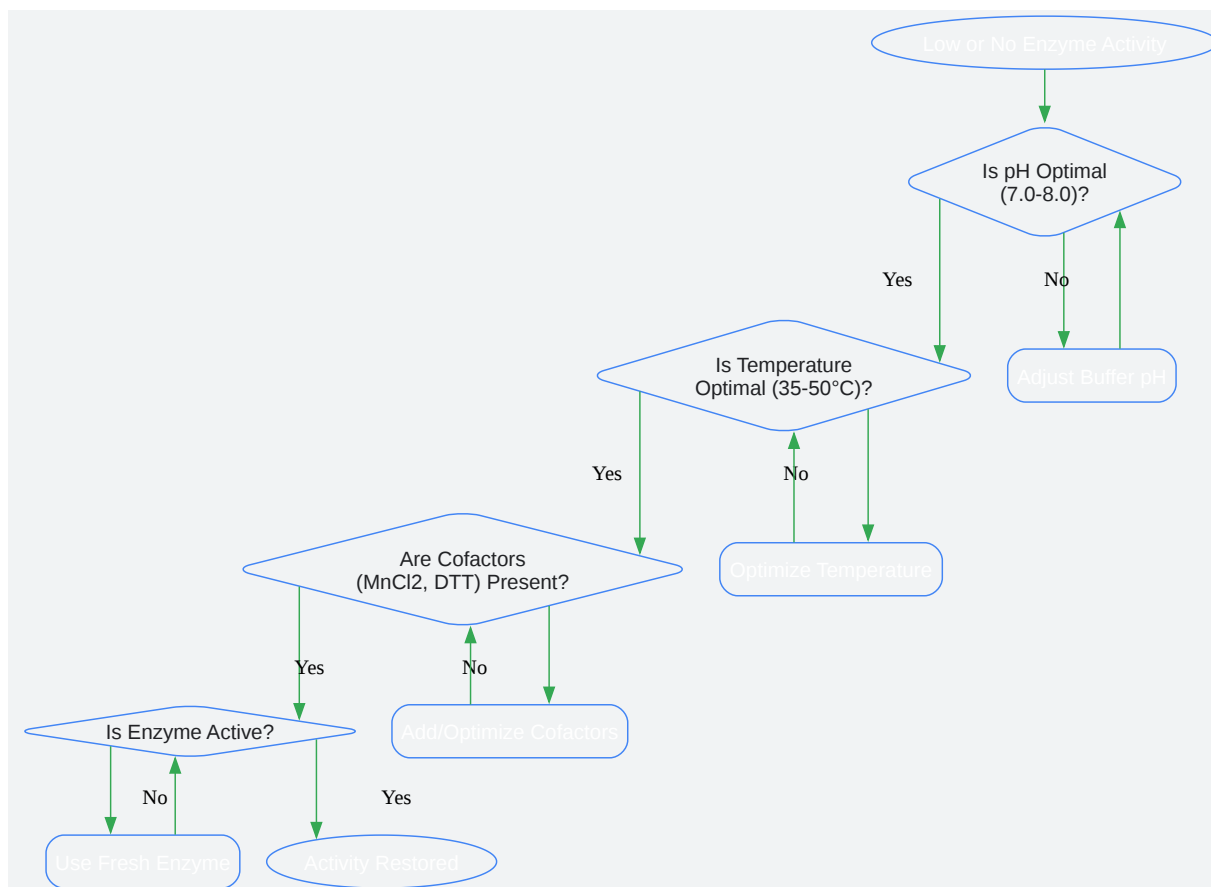 Low or No Enzyme Activity
Is pH Optimal
(7.0-8.0)?
Yes
No
Adjust Buffer pH
Is Temperature
Optimal (35-50°C)?
Yes
No
Optimize Temperature
Are Cofactors
(MnCl2, DTT) Present?
Yes
No
Add/Optimize Cofactors
Is Enzyme Active?
No
Yes
Use Fresh Enzyme
Activity Restored